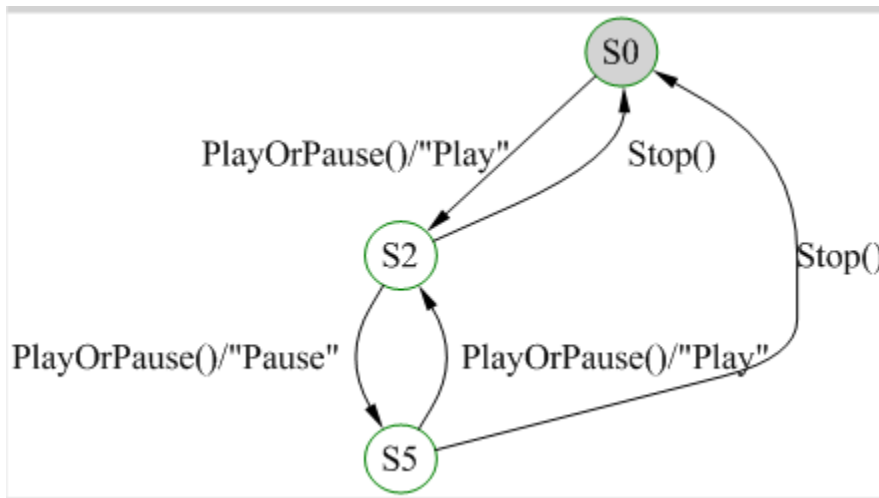 S0
PlayOrPause()/"Play"
Stop()
S2
Stop()
PlayOrPause()/"Pause"
PlayOrPause()/"Play"
S5